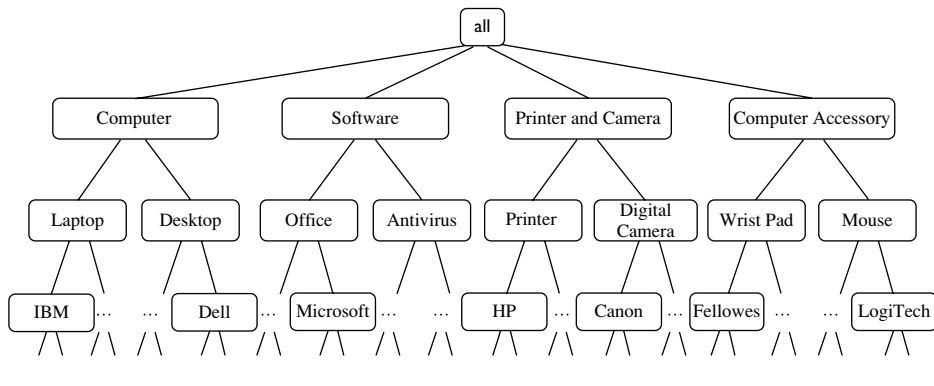 all
Computer
Software
Printer and Camera
Computer Accessory
Laptop
Desktop
Office
Antivirus
Printer
Digital
Camera
Wrist Pad
Mouse
IBM
...
...
Dell
...
Microsoft
...
...
HP
...
Canon
...
Fellowes
...
...
LogiTech